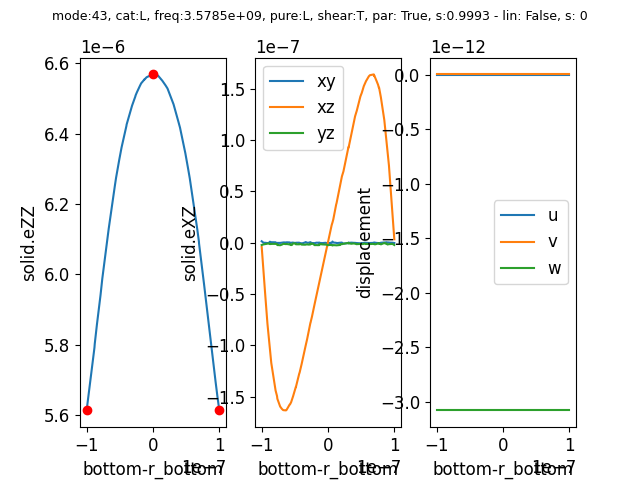 mode:43, cat:L, freq:3.5785e+09, pure:L, shear:T, par: True, s:0.9993 - lin: False, s: 0
1e−6
6.6
6.4
6.2
6.0
5.8
5.6
solid.eZZ
−1
0
1
1e−7
bottom-r_bottom
1e−7
1.5
1.0
0.5
0.0
−0.5
−1.0
−1.5
solid.eXZ
xy
xz
yz
−1
0
1
1e−7
bottom-r_bottom
1e−12
0.0
−0.5
−1.0
−1.5
−2.0
−2.5
−3.0
displacement
u
v
w
−1
0
1
1e−7
bottom-r_bottom